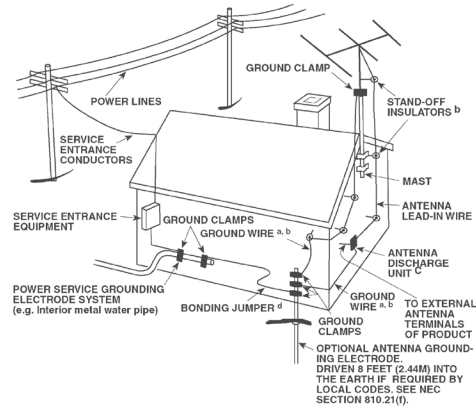 GROUND CLAMP
POWER LINES
STAND-OFF
INSULATORS b
SERVICE
ENTRANCE
CONDUCTORS
MAST
ANTENNA
LEAD-IN WIRE
SERVICE ENTRANCE
EQUIPMENT
GROUND CLAMPS
GROUND WIRE a, b
ANTENNA
DISCHARGE
UNIT C
POWER SERVICE GROUNDING
ELECTRODE SYSTEM
(e.g. Interior metal water pipe)
BONDING JUMPER d
GROUND
WIRE a, b
GROUND
CLAMPS
TO EXTERNAL
ANTENNA
TERMINALS
OF PRODUCT
OPTIONAL ANTENNA GROUND-
ING ELECTRODE.
DRIVEN 8 FEET (2.44M) INTO
THE EARTH IF REQUIRED BY
LOCAL CODES. SEE NEC
SECTION 810.21(f).